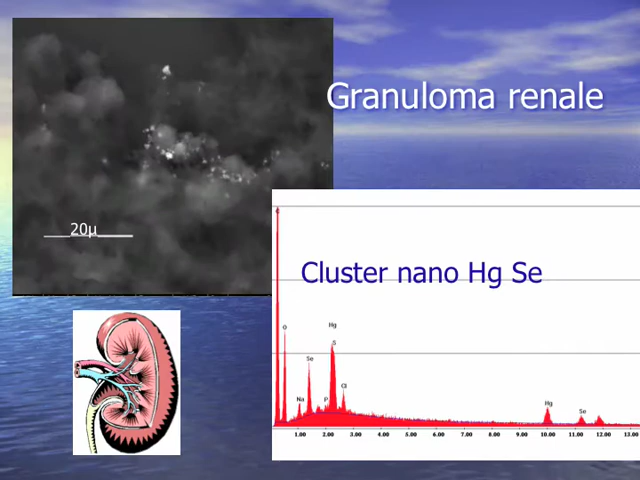 Granuloma renale
20µ
Cluster nano Hg Se
C
O
Hg
S
Se
Cl
Na
P
Hg
Se
1.00 2.00 3.00 4.00 5.00 6.00 7.00 8.00 9.00 10.00 11.00 12.00 13.00